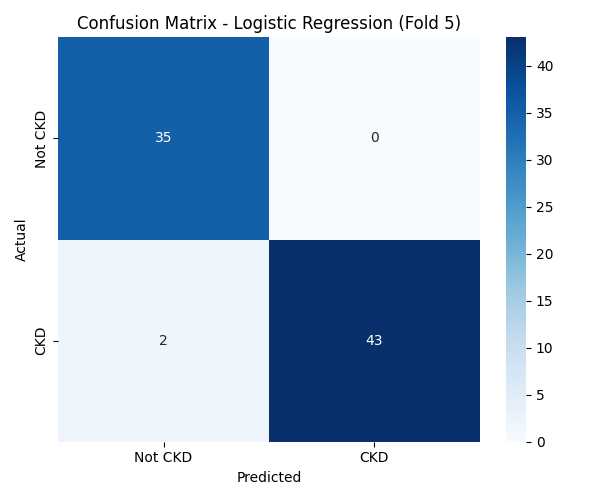 Confusion Matrix - Logistic Regression (Fold 5)
Not CKD
35
0
CKD
2
43
Actual
Not CKD
CKD
Predicted
40
35
30
25
20
15
10
5
0